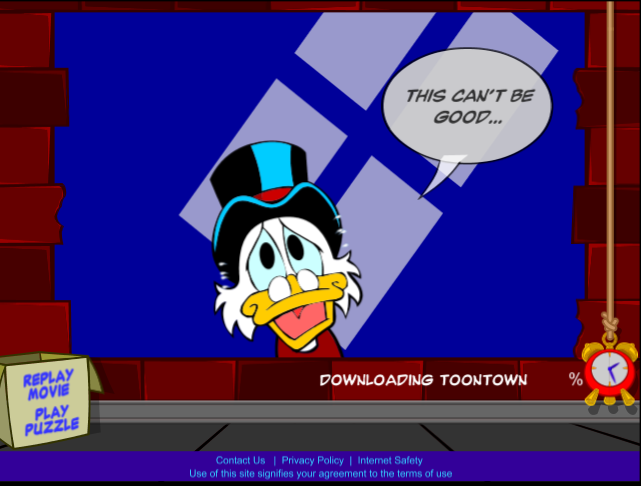 THIS CAN'T BE
GOOD...
DOWNLOADING TOONTOWN %
REPLAY
MOVIE
PLAY
PUZZLE
Contact Us | Privacy Policy | Internet Safety
Use of this site signifies your agreement to the terms of use